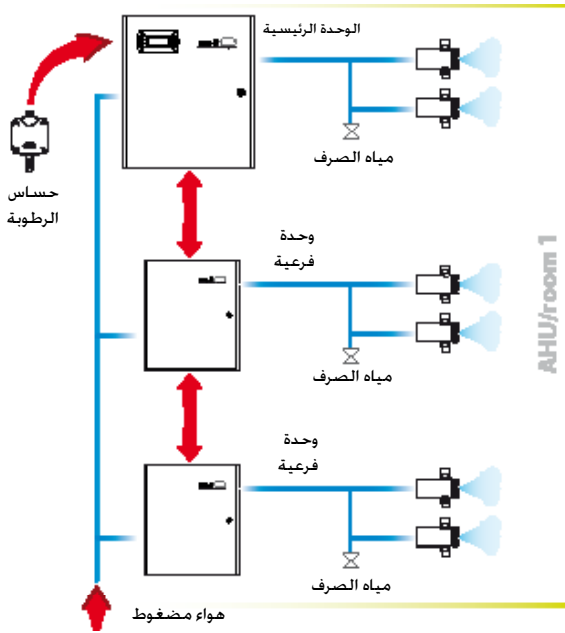 الوحدة الرئيسية
مياه الصرف
حساس
الرطوبة
وحدة
فرعية
مياه الصرف
AHU/room 1
وحدة
فرعية
مياه الصرف
هواء مضغوط